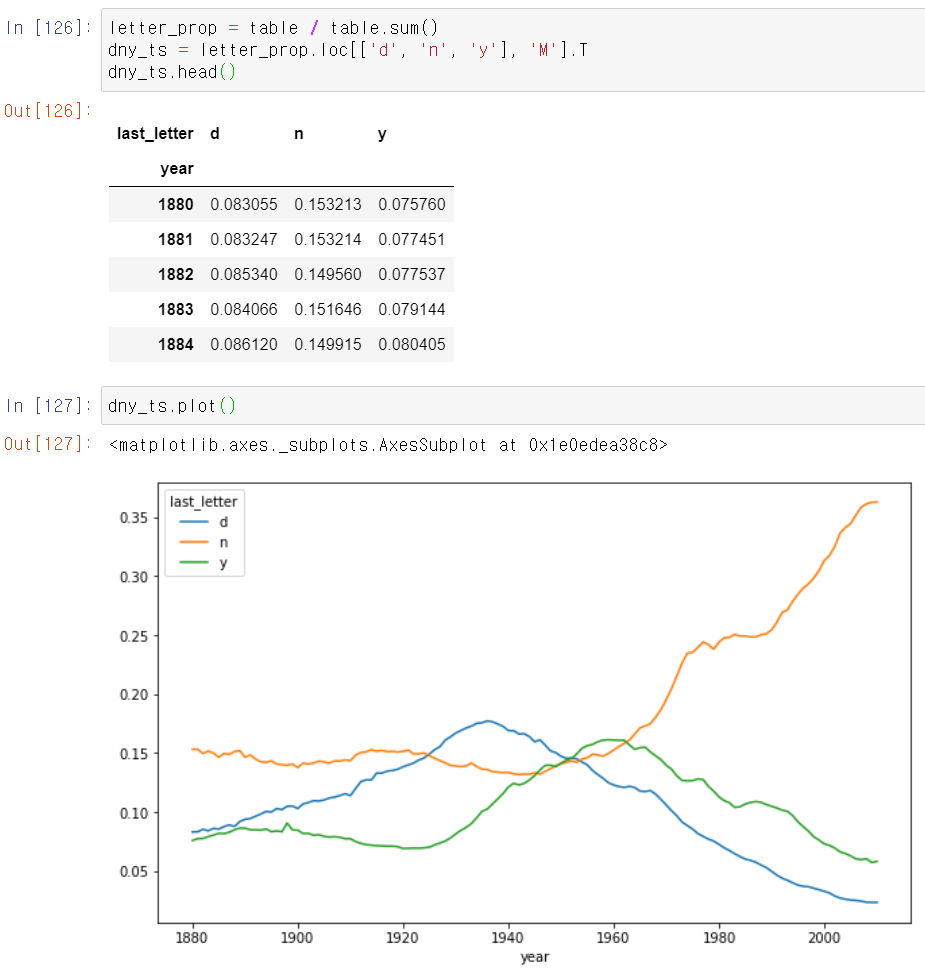 In [126]: letter_prop = table / table.sum()
dny_ts = letter_prop.loc[['d', 'n', 'y'], 'M'].T
dny_ts.head()
Out[126]:
last_letter d n y
year
1880 0.083055 0.153213 0.075760
1881 0.083247 0.153214 0.077451
1882 0.085340 0.149560 0.077537
1883 0.084066 0.151646 0.079144
1884 0.086120 0.149915 0.080405
In [127]: dny_ts.plot()
Out[127]: <matplotlib.axes._subplots.AxesSubplot at 0x1e0edea38c8>
last_letter
d
n
y
0.35
0.30
0.25
0.20
0.15
0.10
0.05
1880 1900 1920 1940 1960 1980 2000
year